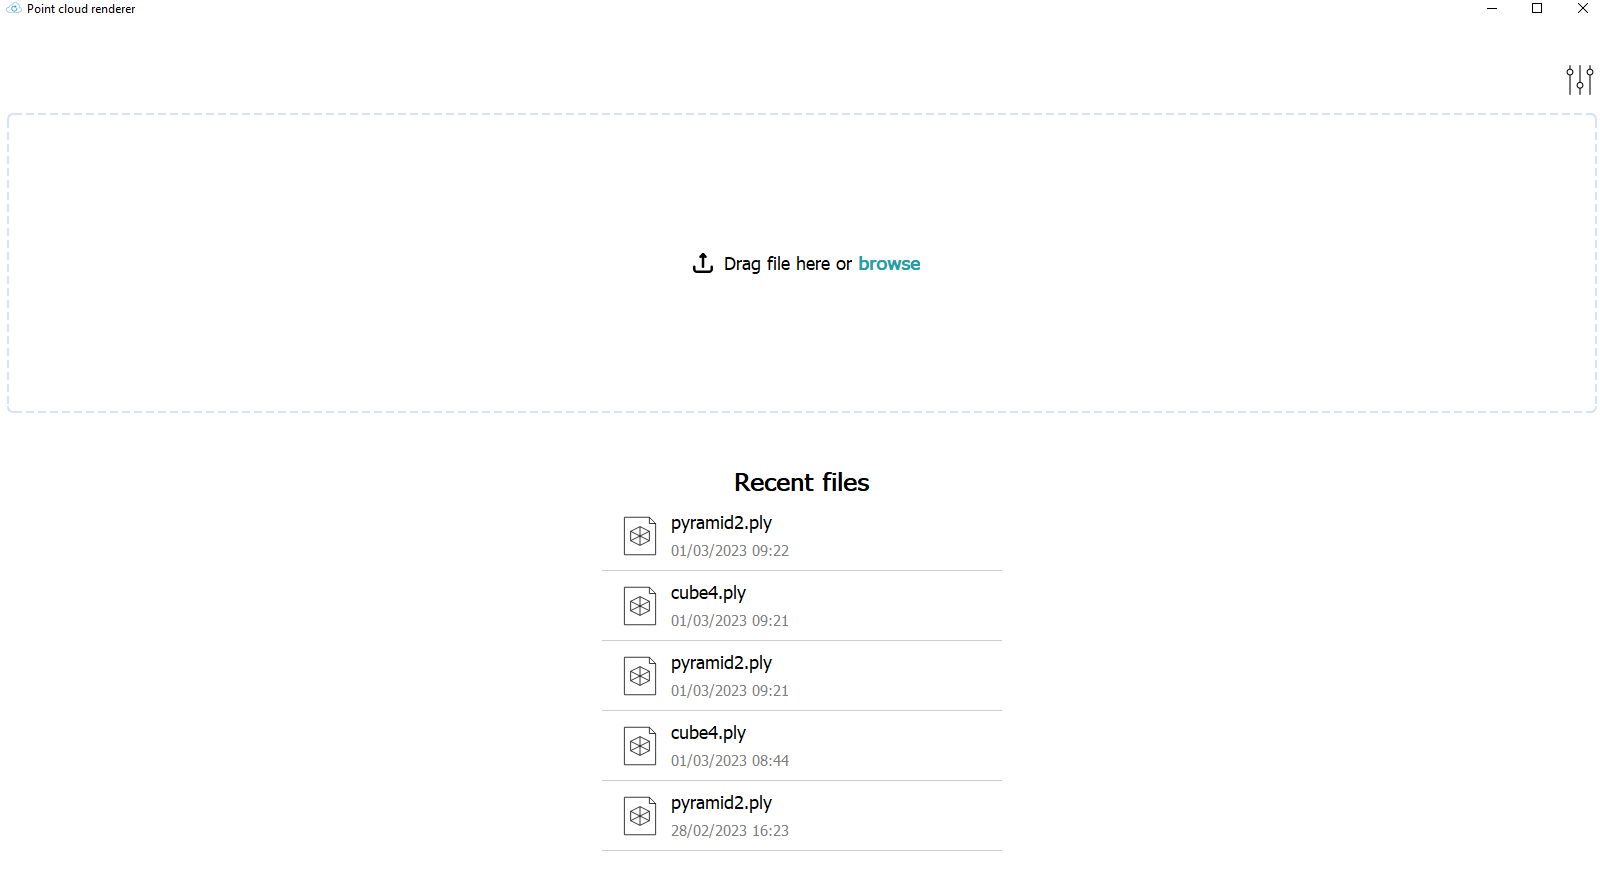 Point cloud renderer
Drag file here or browse
Recent files
pyramid2.ply
01/03/2023 09:22
cube4.ply
01/03/2023 09:21
pyramid2.ply
01/03/2023 09:21
cube4.ply
01/03/2023 08:44
pyramid2.ply
28/02/2023 16:23